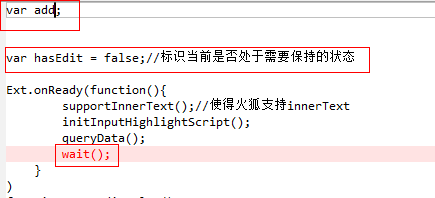 var add;
var hasEdit = false;//标识当前是否处于需要保持的状态
Ext.onReady(function(){
supportInnerText();//使得火狐支持innerText
initInputHighlightScript();
queryData();
wait();
}
)